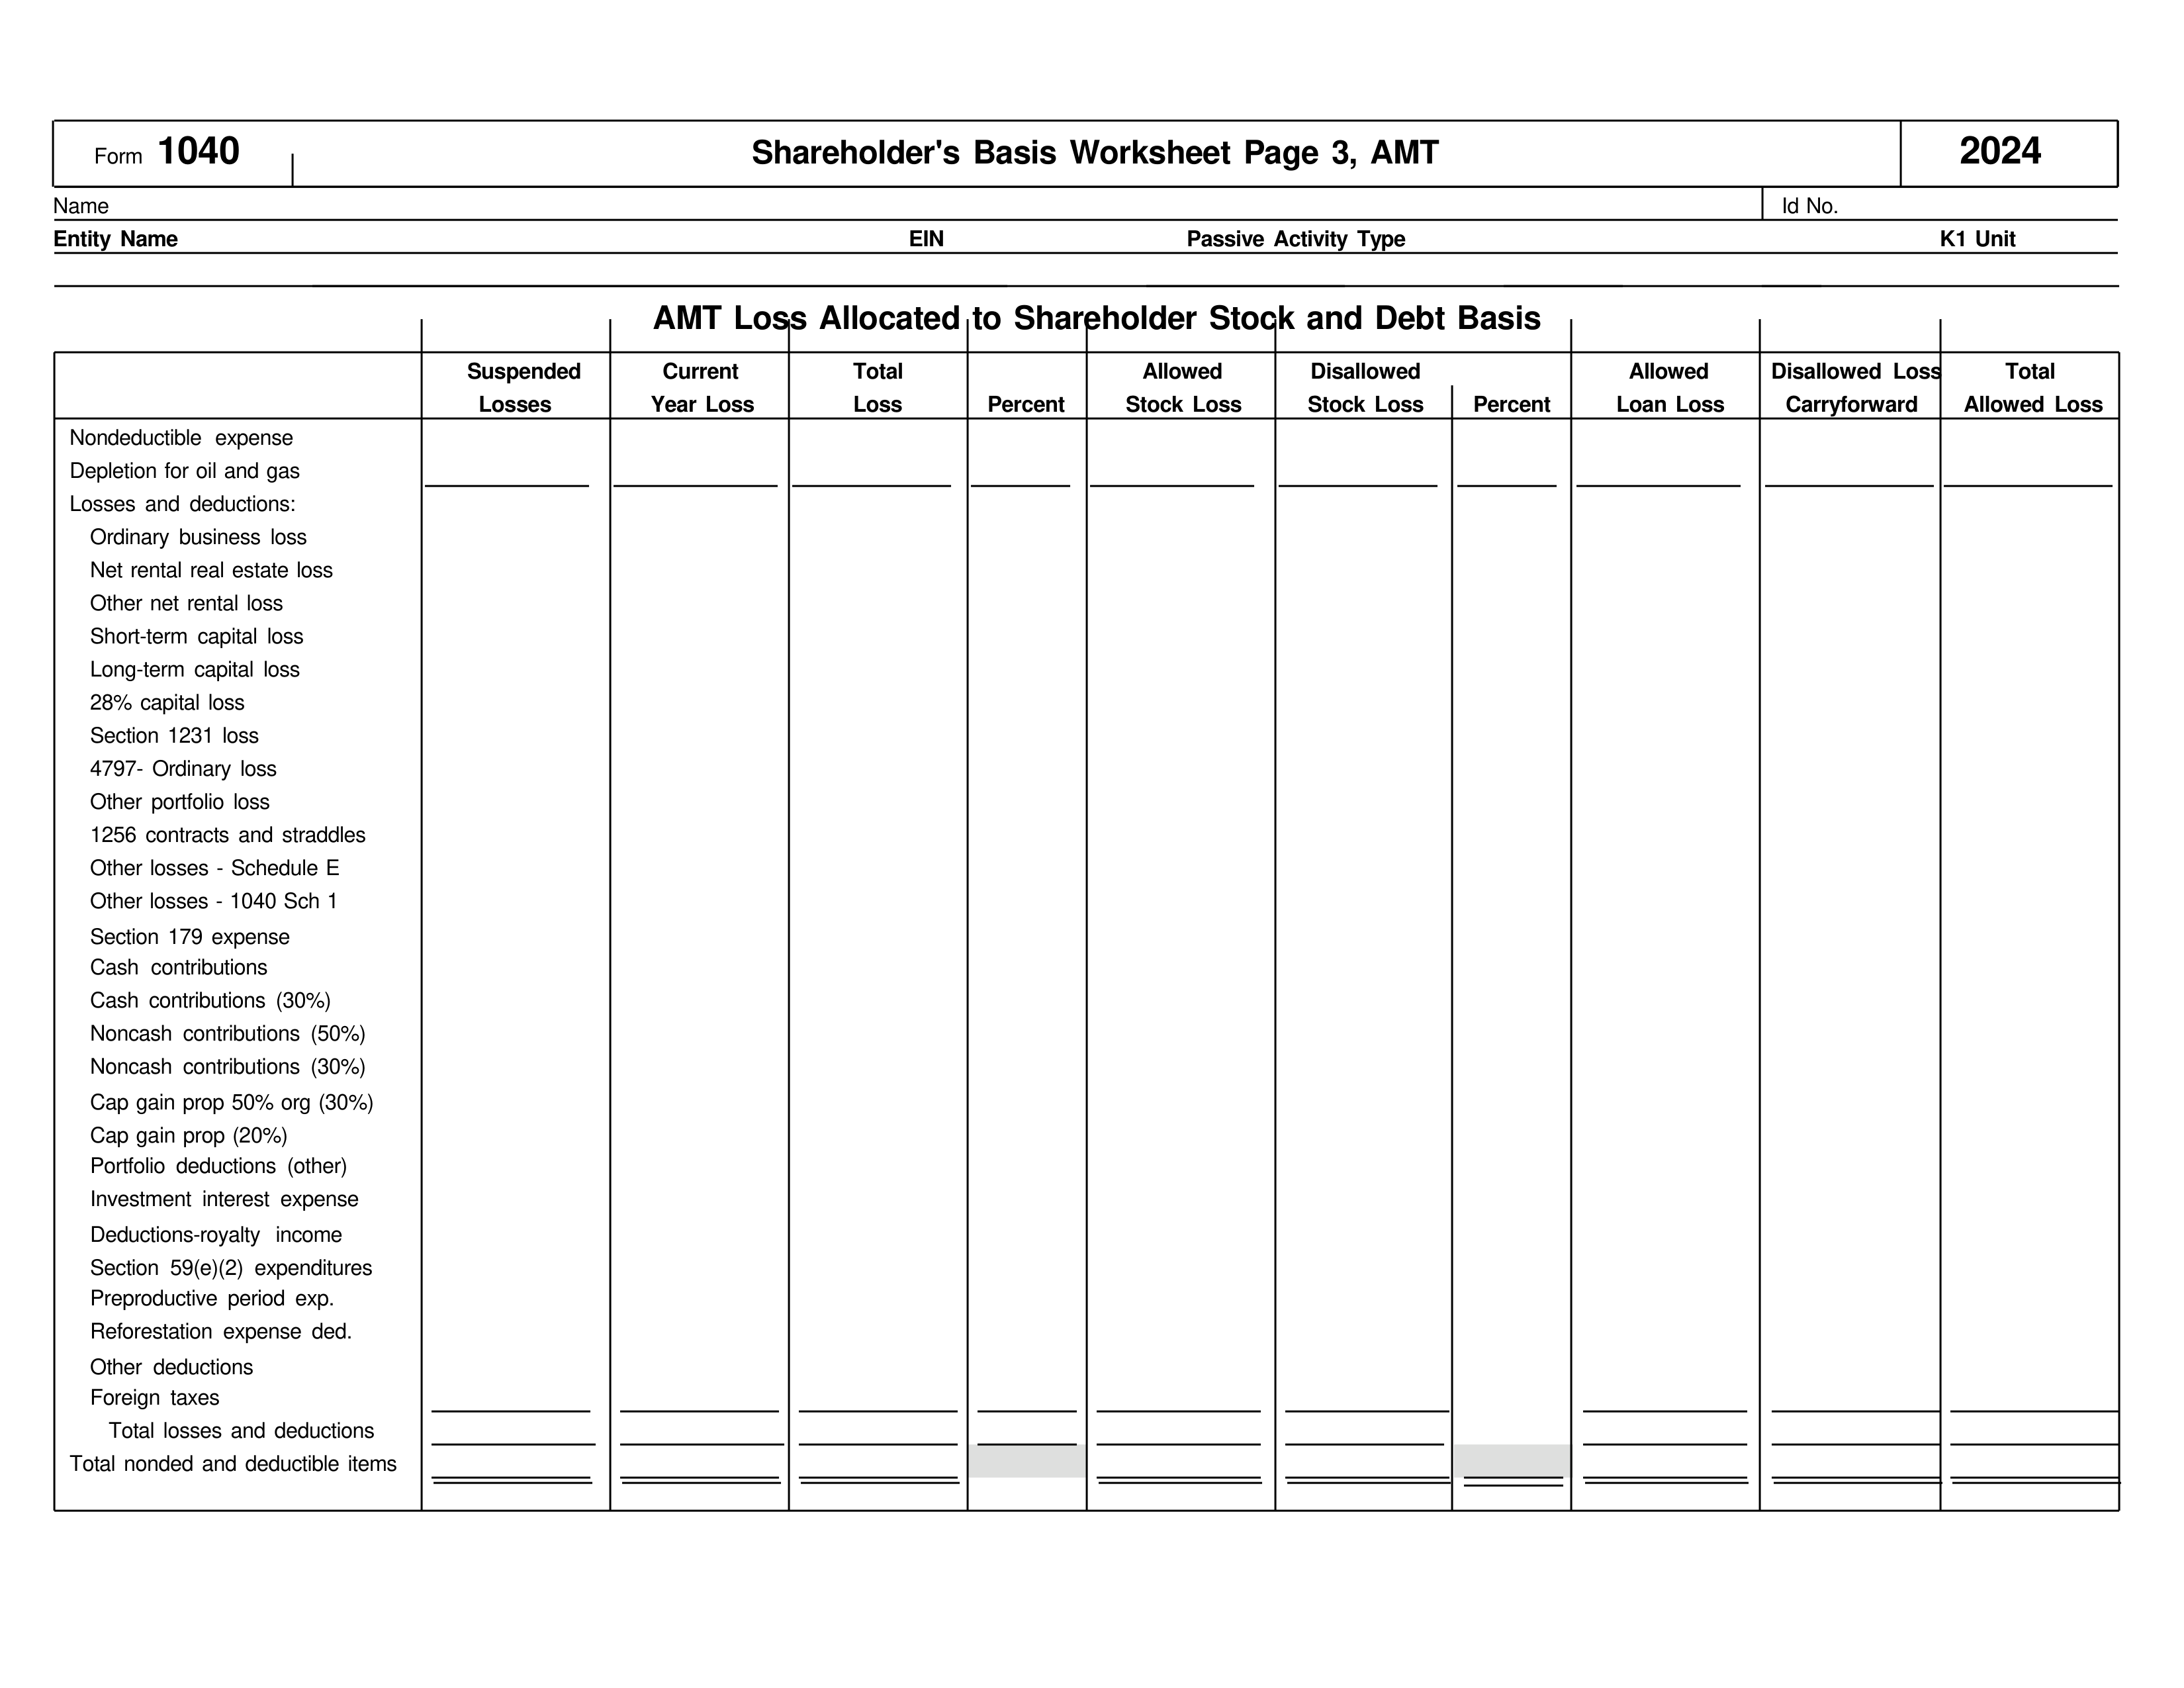 Form 1040 Shareholder's Basis Worksheet Page 3, AMT 2024
Name Id No.
Entity Name EIN Passive Activity Type K1 Unit
AMT Loss Allocated to Shareholder Stock and Debt Basis
Suspended Current Total Allowed Disallowed Allowed Disallowed Loss Total
Losses Year Loss Loss Percent Stock Loss Stock Loss Percent Loan Loss Carryforward Allowed Loss
Nondeductible expense
Depletion for oil and gas
Losses and deductions:
Ordinary business loss
Net rental real estate loss
Other net rental loss
Short-term capital loss
Long-term capital loss
28% capital loss
Section 1231 loss
4797- Ordinary loss
Other portfolio loss
1256 contracts and straddles
Other losses - Schedule E
Other losses - 1040 Sch 1
Section 179 expense
Cash contributions
Cash contributions (30%)
Noncash contributions (50%)
Noncash contributions (30%)
Cap gain prop 50% org (30%)
Cap gain prop (20%)
Portfolio deductions (other)
Investment interest expense
Deductions-royalty income
Section 59(e)(2) expenditures
Preproductive period exp.
Reforestation expense ded.
Other deductions
Foreign taxes
Total losses and deductions
Total nonded and deductible items